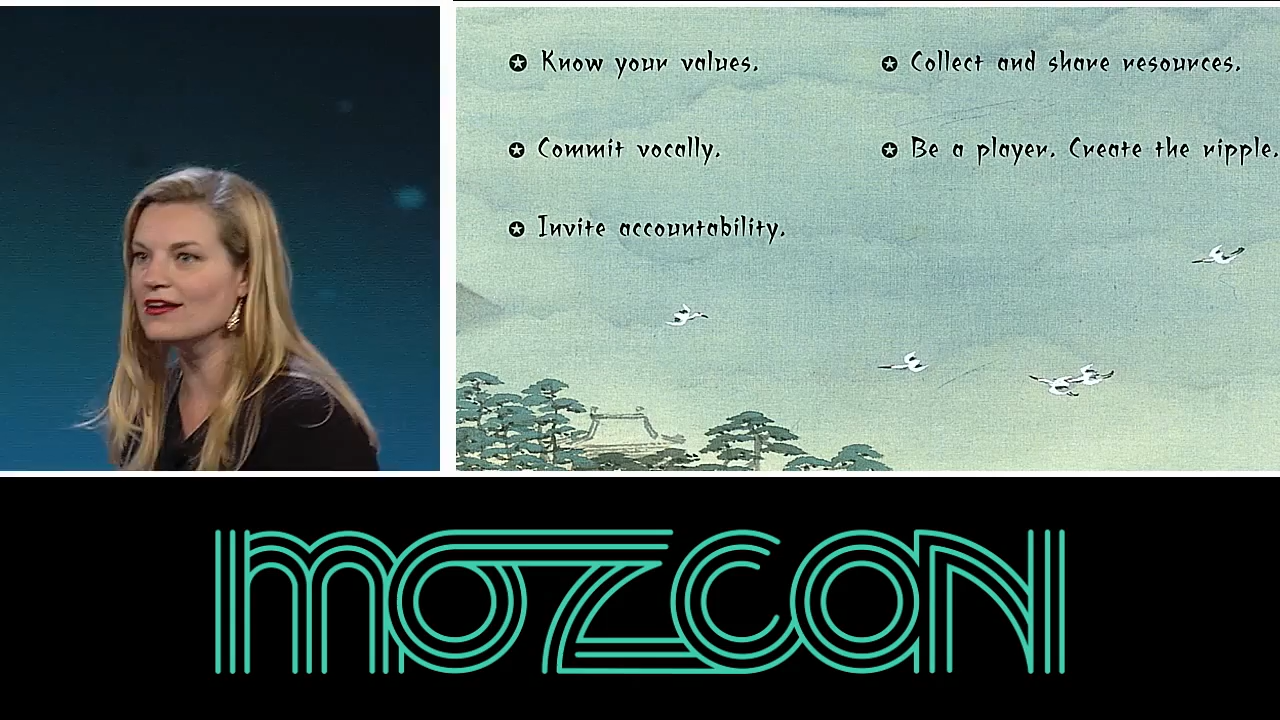 Know your values.
Commit vocally.
Invite accountability.
Collect and share resources.
Be a player. Create the ripple.
MOZCON